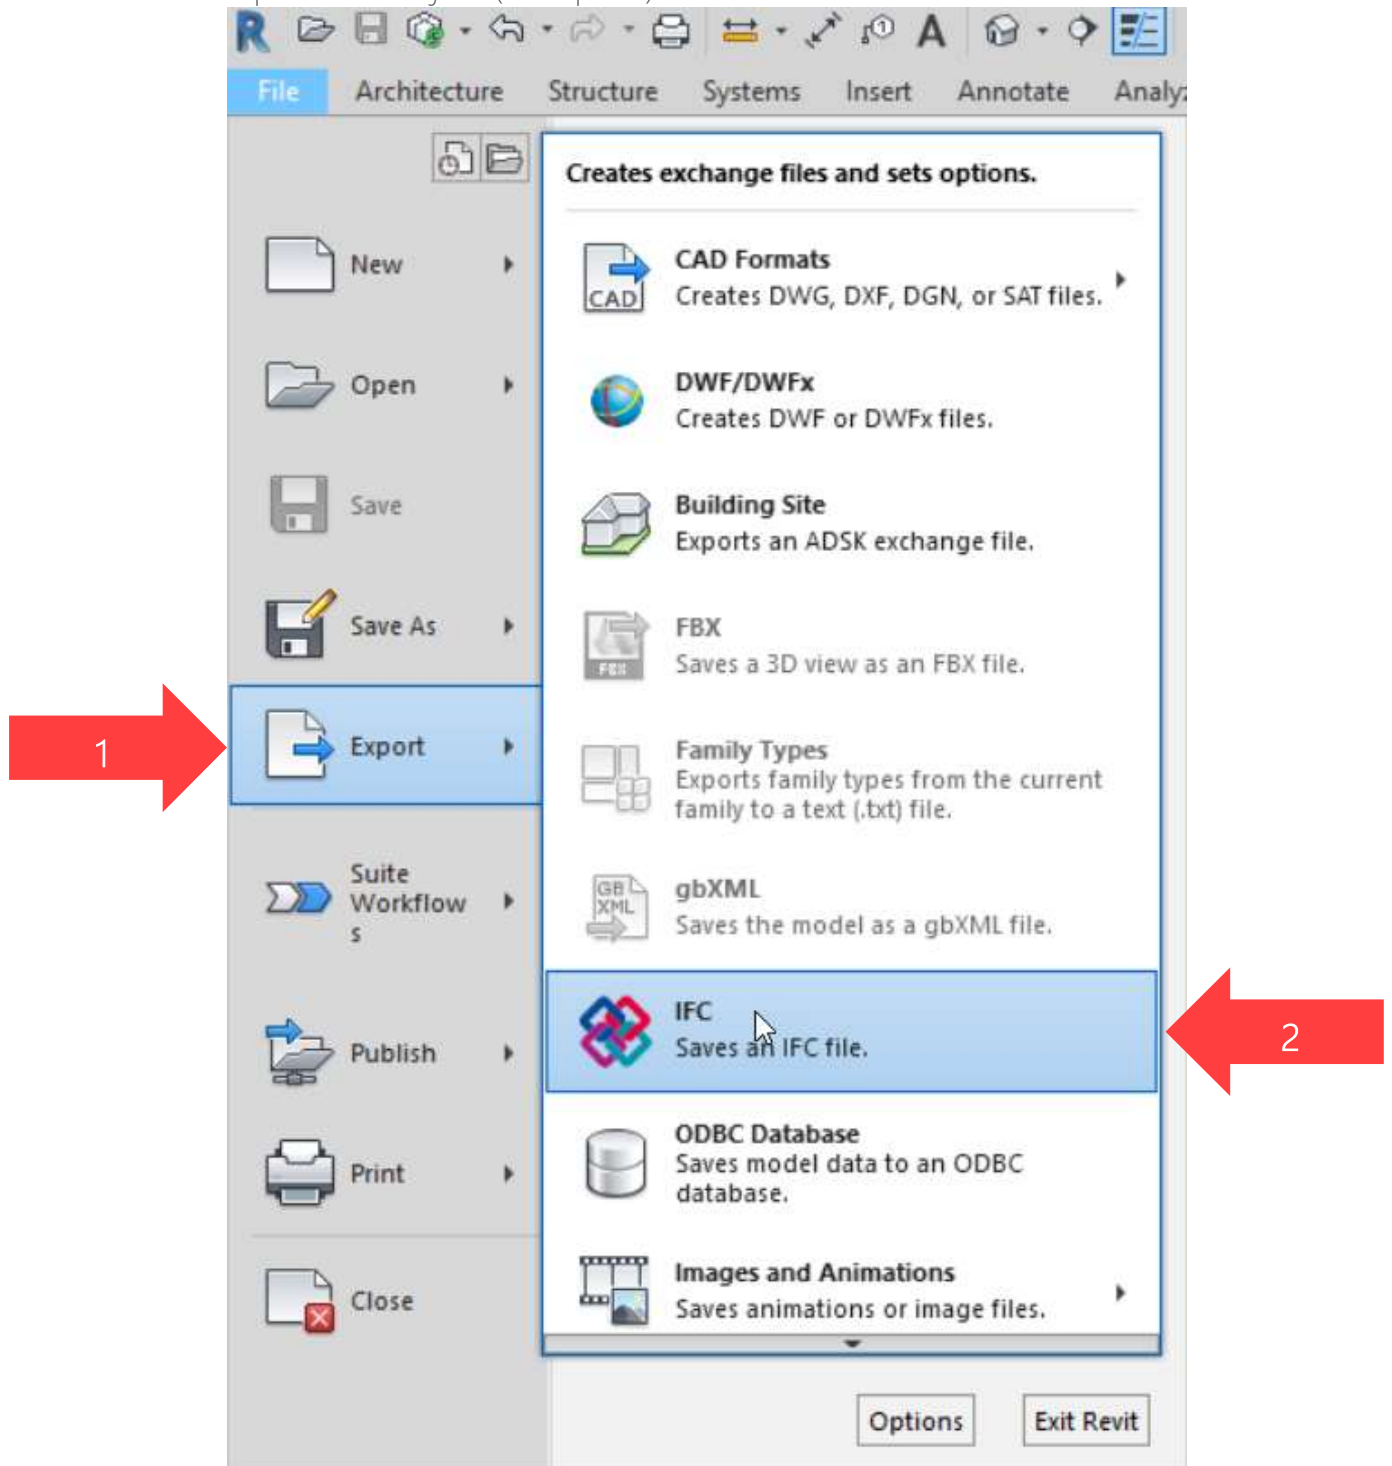 File Architecture Structure Systems Insert Annotate Analy
Creates exchange files and sets options.
New
CAD Formats
Creates DWG, DXF, DGN, or SAT files.
CAD
Open
DWF/DWFx
Creates DWF or DWFx files.
Save
Building Site
Exports an ADSK exchange file.
Save As
FBX
Saves a 3D view as an FBX file.
FBX
1
Export
Family Types
Exports family types from the current
family to a text (.txt) file.
Suite
Workflow
s
GB
XML
gbXML
Saves the model as a gbXML file.
IFC
Saves an IFC file.
2
Publish
ODBC Database
Saves model data to an ODBC
database.
Print
Images and Animations
Saves animations or image files.
Close
Options Exit Revit